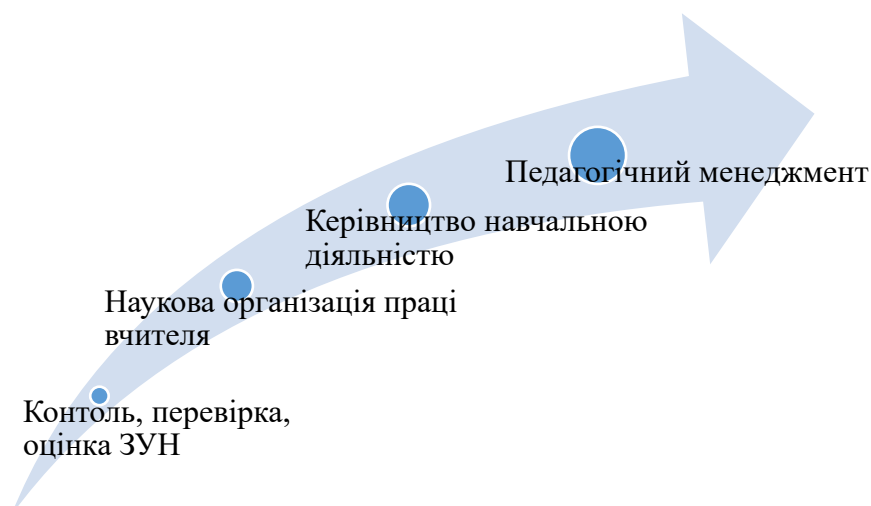 Педагогічний менеджмент
Керівництво навчальною
діяльністю
Наукова організація праці
вчителя
Контоль, перевірка,
оцінка ЗУН